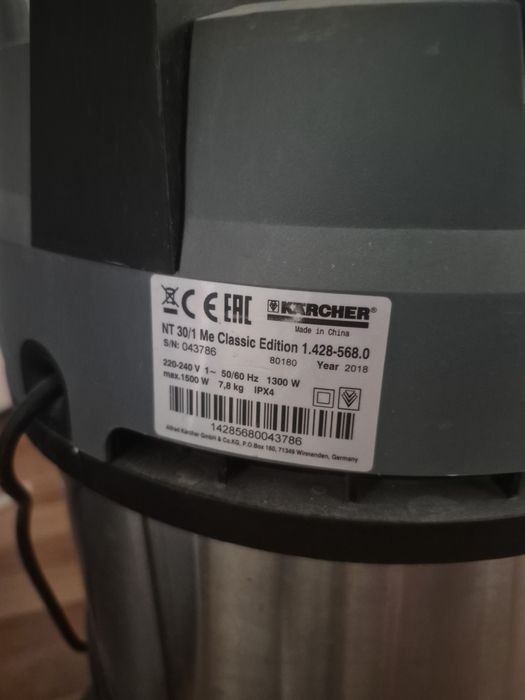 CE EAC KÄRCHER®
Made in China
NT 30/1 Me Classic Edition 1.428-568.0
S/N: 043786 80180 Year 2018
220-240 V 1~ 50/60 Hz 1300 W
max.1500 W 7,8 kg IPX4
14285680043786
Alfred Kärcher GmbH & Co.KG, P.O.Box 160, 71349 Winnenden, Germany